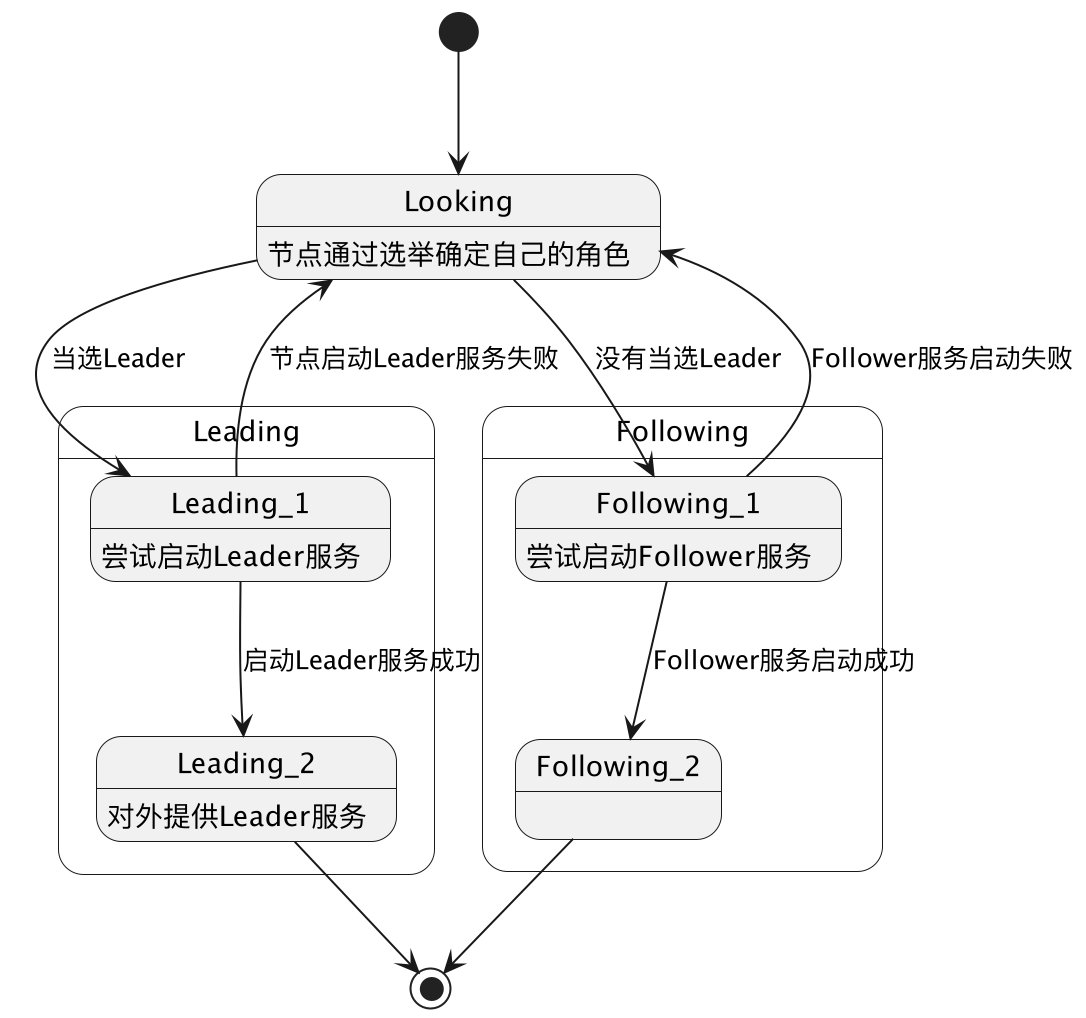 Looking
节点通过选举确定自己的角色
当选Leader
节点启动Leader服务失败
没有当选Leader
Follower服务启动失败
Leading
Following
Leading_1
尝试启动Leader服务
Following_1
尝试启动Follower服务
启动Leader服务成功
Follower服务启动成功
Leading_2
对外提供Leader服务
Following_2